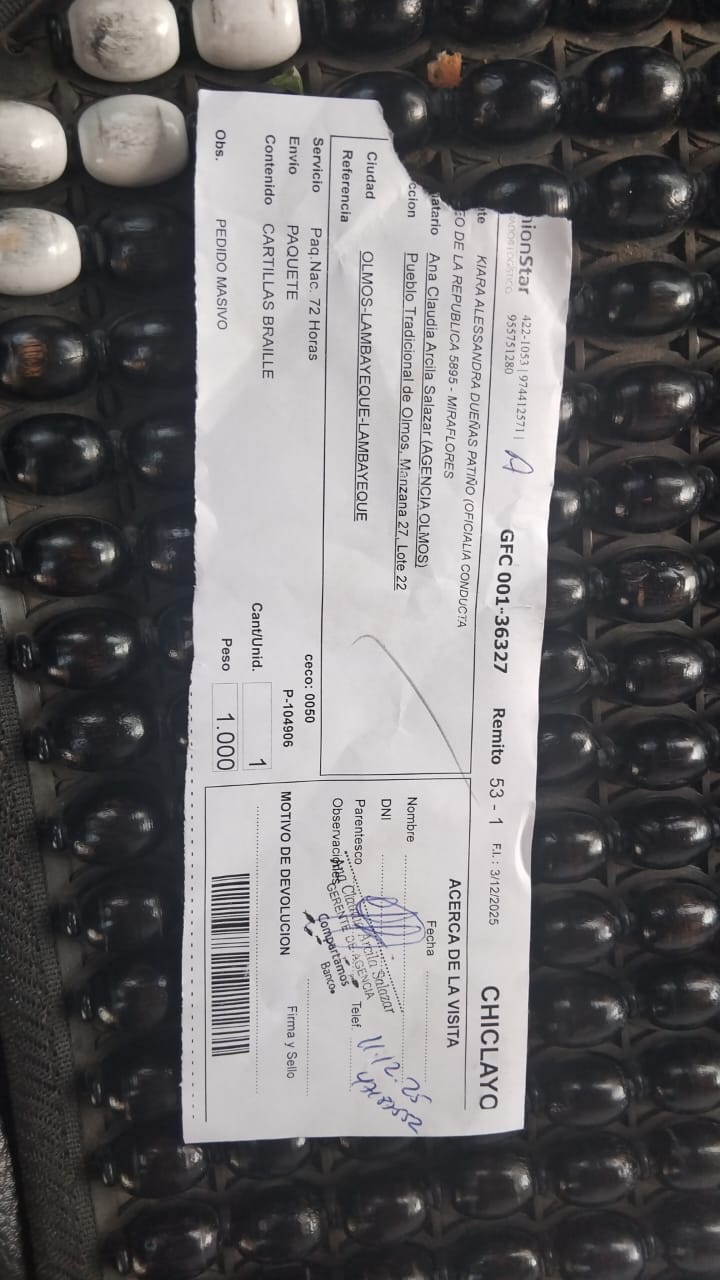 nionStar 422-1053 | 974412571 |
955751280
GFC 001-36327 Remito 53 - 1 F.I.: 3/12/2025 CHICLAYO
nte KIARA ALESSANDRA DUEÑAS PATIÑO (OFICIALIA CONDUCTA
EO DE LA REPUBLICA 5895 - MIRAFLORES
atario Ana Claudia Arcila Salazar (AGENCIA OLMOS)
ccion Pueblo Tradicional de Olmos, Manzana 27, Lote 22
Ciudad OLMOS-LAMBAYEQUE-LAMBAYEQUE
Referencia
Servicio Paq.Nac. 72 Horas ceco: 0050
Envio PAQUETE P-104906
Contenido CARTILLAS BRAILLE Cant/Unid. 1
Obs. PEDIDO MASIVO Peso 1.000
ACERCA DE LA VISITA
Fecha
Nombre
DNI
Parentesco Telef.
11.12.25
Observaciones
Arcila Salazar
GERENTE DE AGENCIA
Compartamos
Banco
Firma y Sello
MOTIVO DE DEVOLUCION